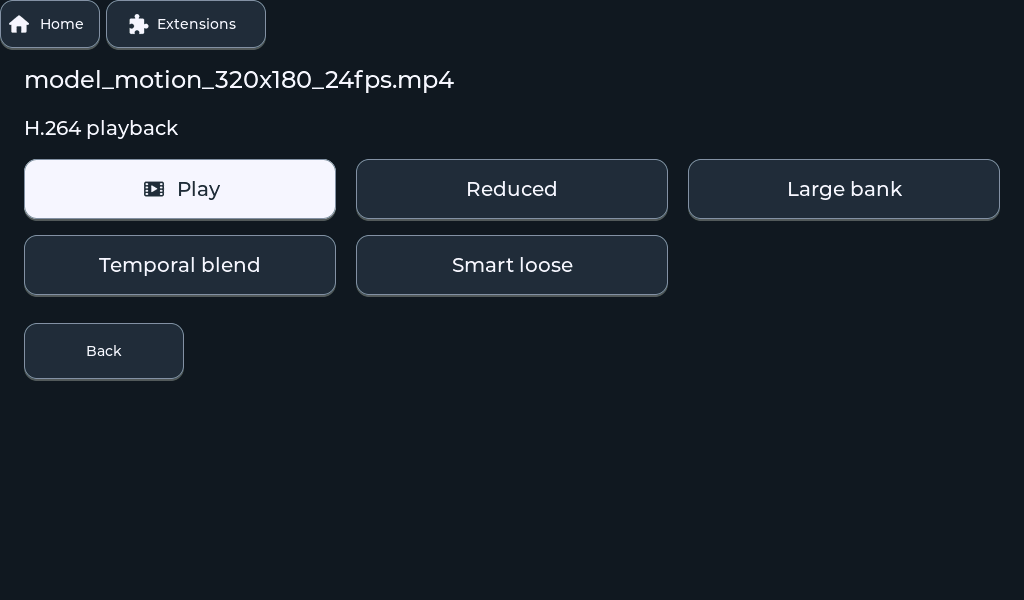 Home
Extensions
model_motion_320x180_24fps.mp4
H.264 playback
Play
Reduced
Large bank
Temporal blend
Smart loose
Back